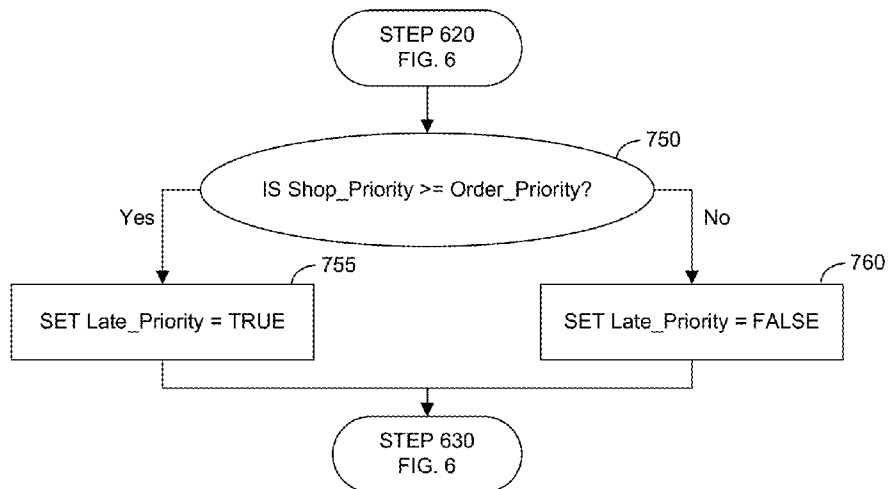 STEP 620
FIG. 6
750
IS Shop_Priority >= Order_Priority?
Yes
No
755
760
SET Late_Priority = TRUE
SET Late_Priority = FALSE
STEP 630
FIG. 6